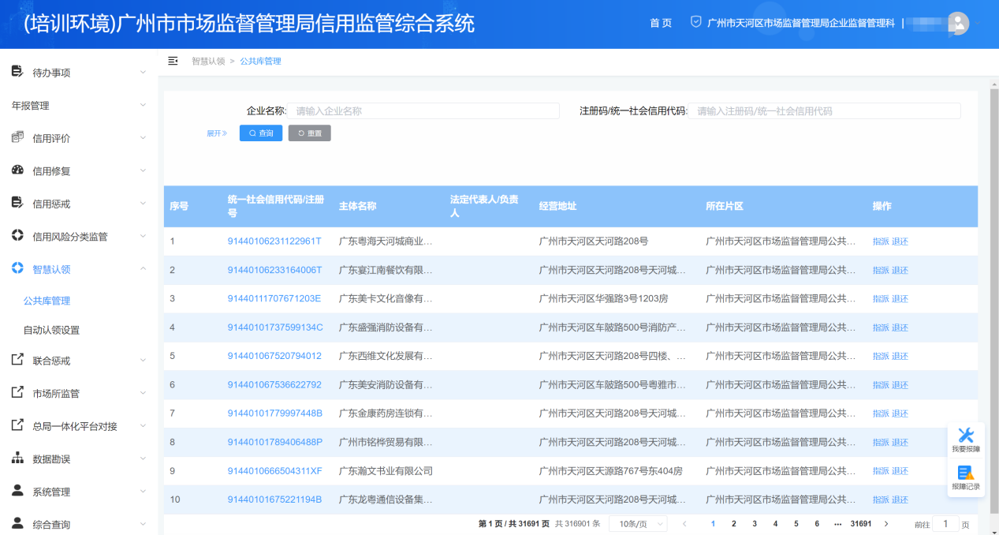 (培训环境)广州市市场监督管理局信用监管综合系统
首 页 广州市天河区市场监督管理局企业监督管理科 |
待办事项
年报管理
信用评价
信用修复
信用惩戒
信用风险分类监管
智慧认领
公共库管理
自动认领设置
联合惩戒
市场所监管
总局一体化平台对接
数据勘误
系统管理
综合查询
智慧认领 > 公共库管理
企业名称: 请输入企业名称 注册码/统一社会信用代码: 请输入注册码/统一社会信用代码
展开 查询 重置
序号 统一社会信用代码/注册号 主体名称 法定代表人/负责人 经营地址 所在片区 操作
1 91440106231122961T 广东粤海天河城商业... 广州市天河区天河路208号 广州市天河区市场监督管理局公共... 指派 退还
2 91440106233164006T 广东宴江南餐饮有限... 广州市天河区天河路208号天河城... 广州市天河区市场监督管理局公共... 指派 退还
3 91440111707671203E 广东美卡文化音像有... 广州市天河区华强路3号1203房 广州市天河区市场监督管理局公共... 指派 退还
4 91440101737599134C 广东盛强消防设备有... 广州市天河区车陂路500号消防产... 广州市天河区市场监督管理局公共... 指派 退还
5 914401067520794012 广东西维文化发展有... 广州市天河区天河路208号四楼、... 广州市天河区市场监督管理局公共... 指派 退还
6 914401067536622792 广东美安消防设备有... 广州市天河区车陂路500号粤雅市... 广州市天河区市场监督管理局公共... 指派 退还
7 91440101779997448B 广东金康药房连锁有... 广州市天河区天河路208号天河城... 广州市天河区市场监督管理局公共... 指派 退还
8 91440101789406488P 广州市铭桦贸易有限... 广州市天河区天河路208号天河城... 广州市天河区市场监督管理局公共... 指派 退还
9 9144010666504311XF 广东瀚文书业有限公司 广州市天河区天源路767号东404房 广州市天河区市场监督管理局公共... 指派 退还
10 91440101675221194B 广东龙粤通信设备集... 广州市天河区天河路208号天河城... 广州市天河区市场监督管理局公共... 指派 退还
我要报障
报障记录
第 1 页 / 共 31691 页 共 316901 条 10条/页 1 2 3 4 5 6 ... 31691 前往 1 页